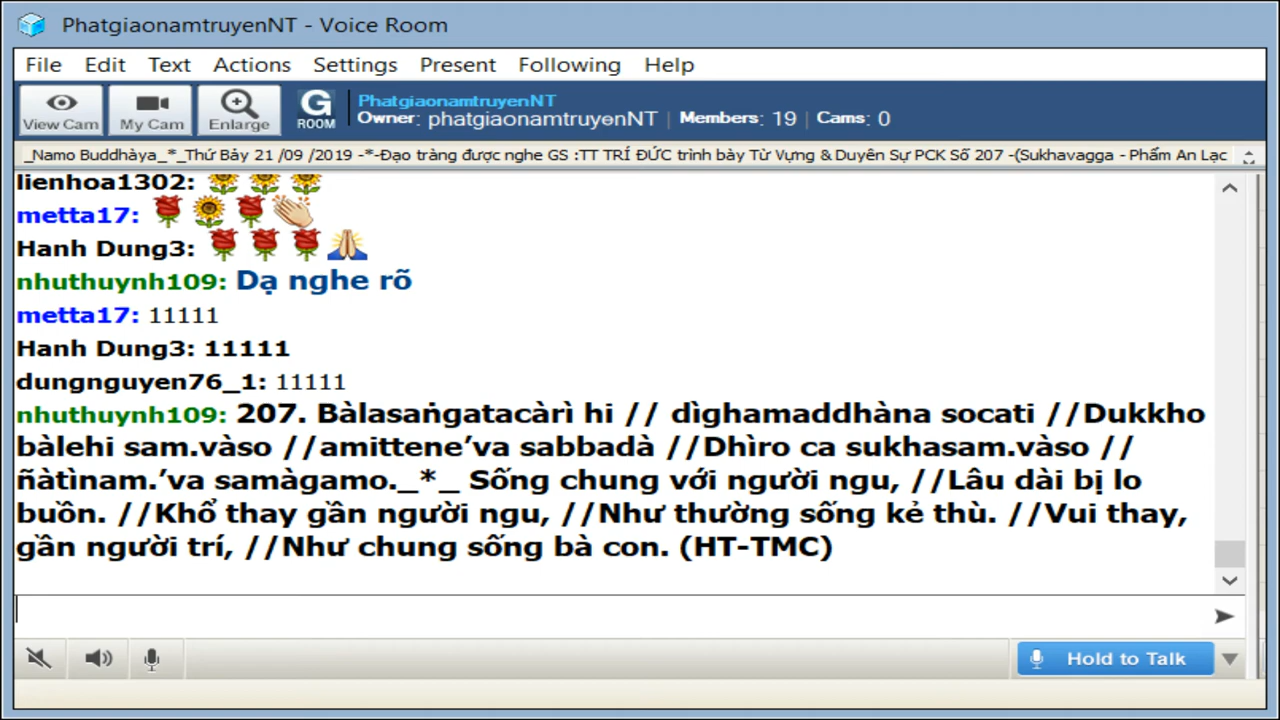 PhatgiaonamtruyenNT - Voice Room
File Edit Text Actions Settings Present Following Help
View Cam My Cam Enlarge G ROOM PhatgiaonamtruyenNT
Owner: phatgiaonamtruyenNT | Members: 19 | Cams: 0
_Namo Buddhàya_*_Thứ Bảy 21 /09 /2019 -*-Đạo tràng được nghe GS :TT TRÍ ĐỨC trình bày Từ Vựng & Duyên Sự PCK Số 207 -(Sukhavagga - Phẩm An Lạc
lienhoa1302:
metta17:
Hanh Dung3:
nhuthuynh109: Dạ nghe rõ
metta17: 11111
Hanh Dung3: 11111
dungnguyen76_1: 11111
nhuthuynh109: 207. Bàlasaṅgatacàrì hi // dìghamaddhàna socati //Dukkho
bàlehi sam.vàso //amittene’va sabbadà //Dhìro ca sukhasam.vàso //
ñàtìnam.’va samàgamo._*_ Sống chung với người ngu, //Lâu dài bị lo
buồn. //Khổ thay gần người ngu, //Như thường sống kẻ thù. //Vui thay,
gần người trí, //Như chung sống bà con. (HT-TMC)
Hold to Talk